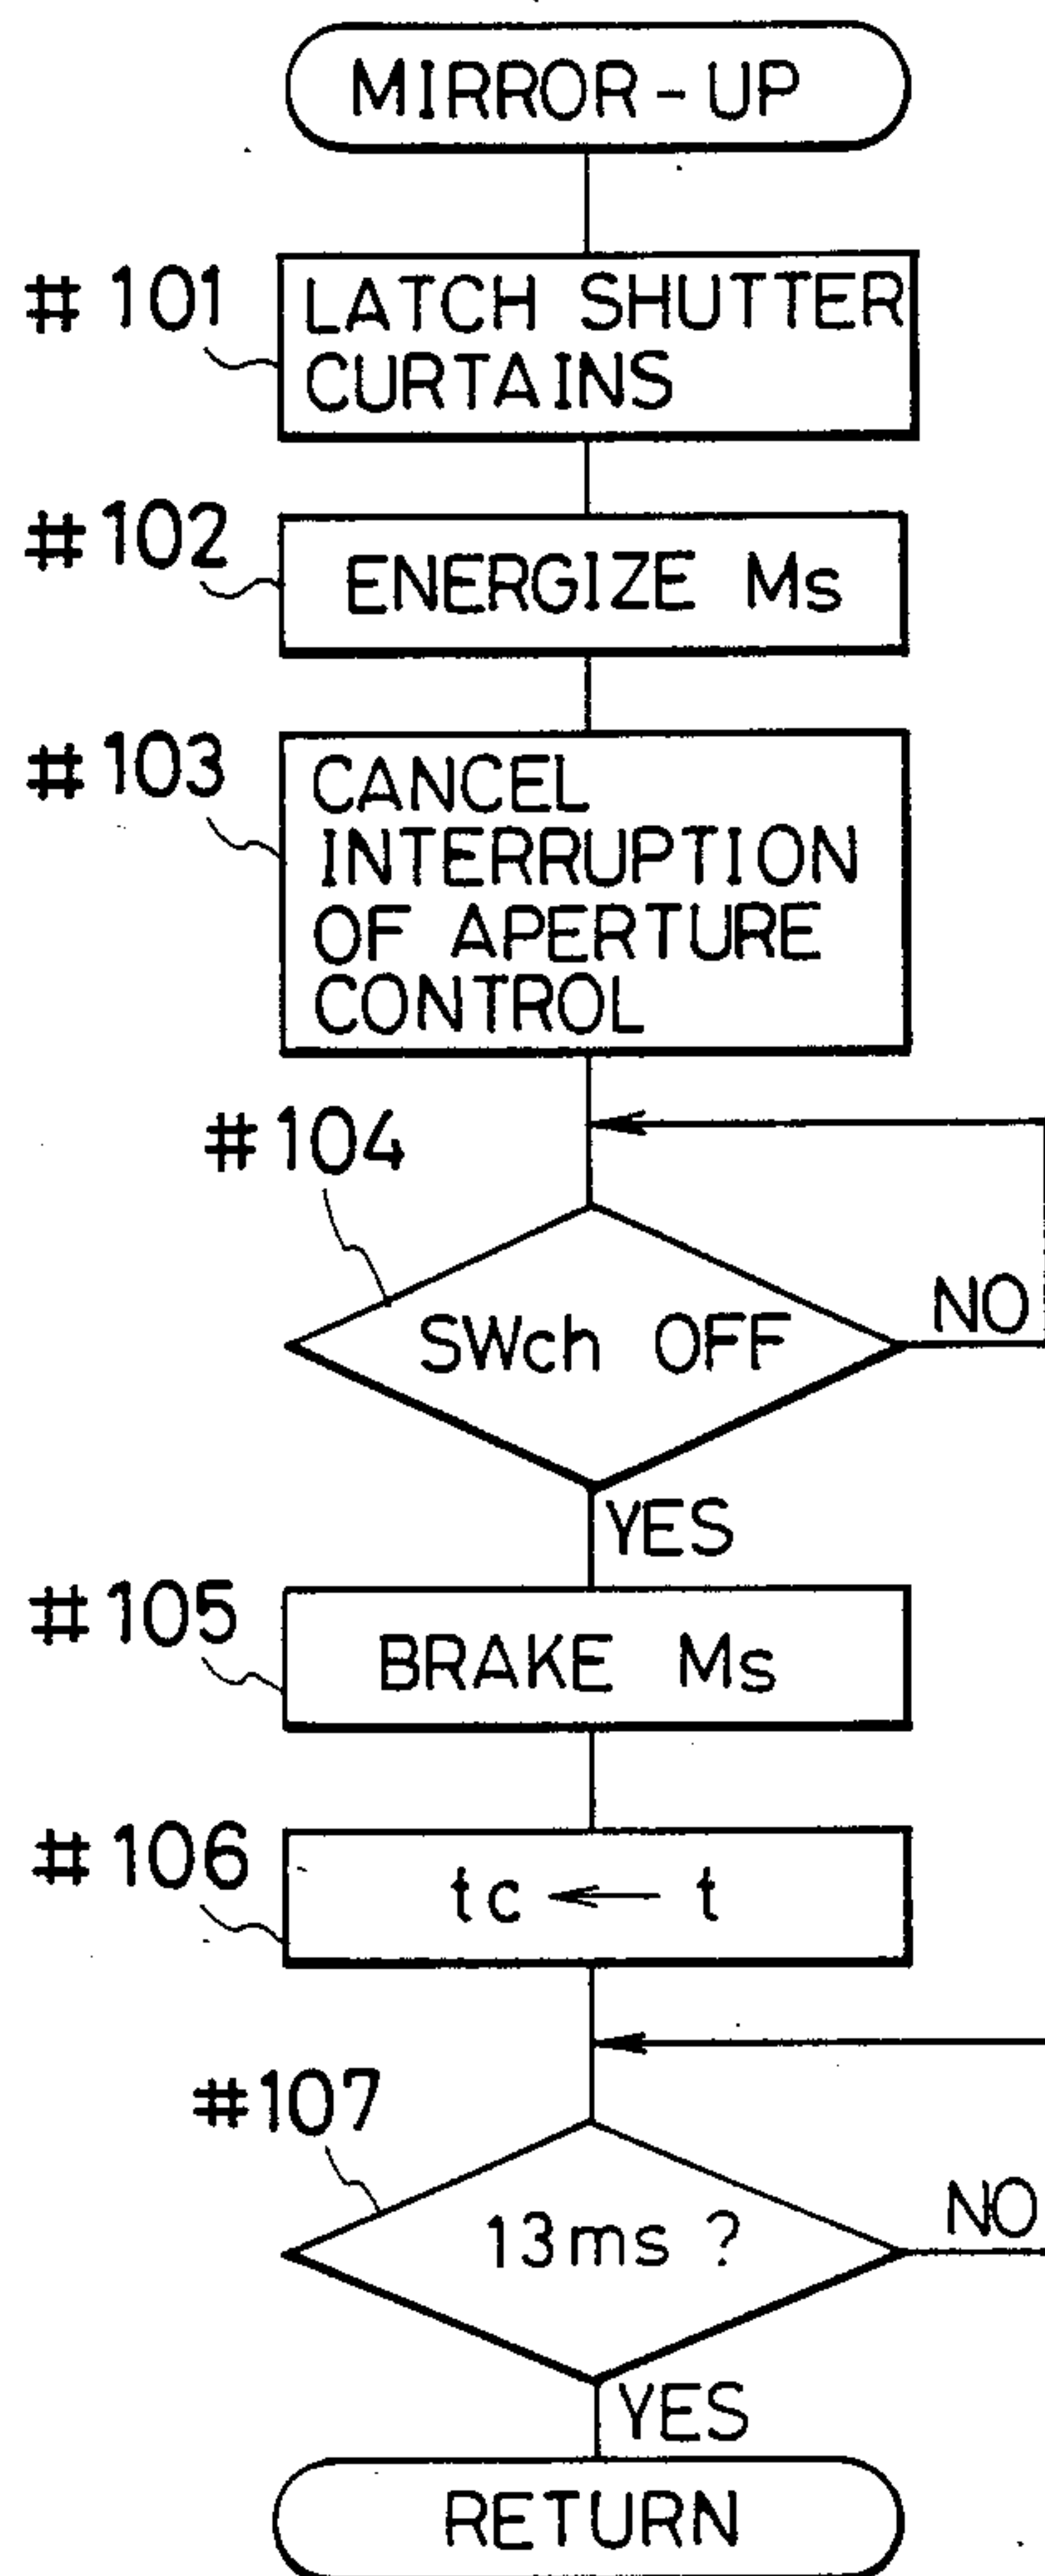 MIRROR-UP
#101
LATCH SHUTTER
CURTAINS
#102
ENERGIZE Ms
#103
CANCEL
INTERRUPTION
OF APERTURE
CONTROL
#104
SWch OFF
NO
YES
#105
BRAKE Ms
#106
tc ← t
#107
13ms ?
NO
YES
RETURN